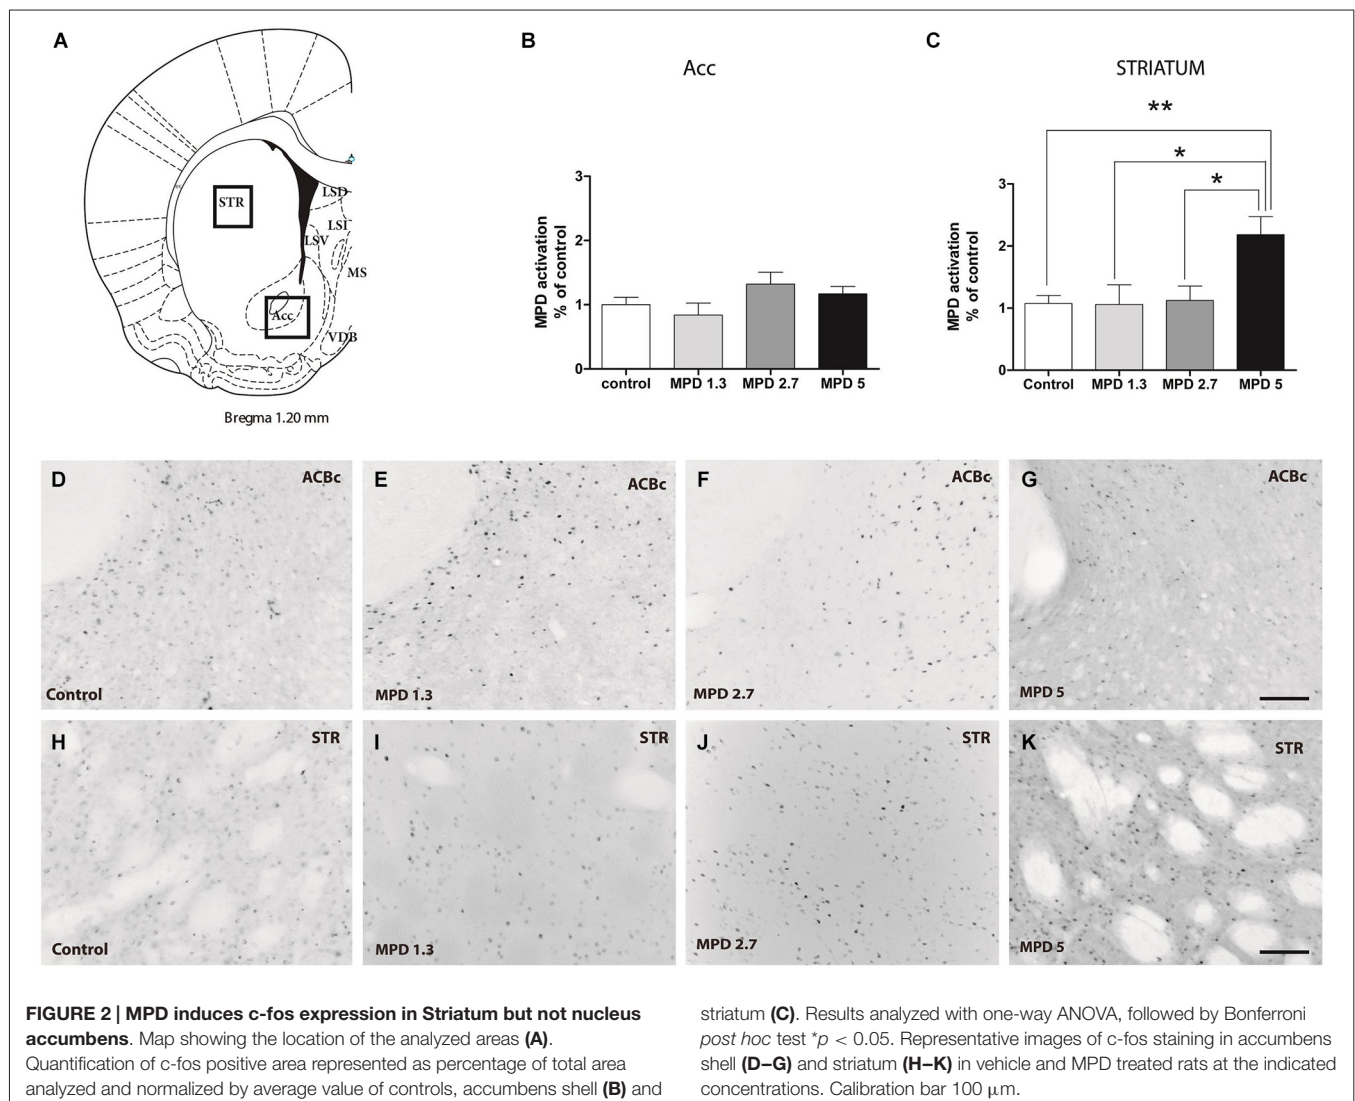 A
STR
LSD
LSI
LSV
MS
Acc
VDB
Bregma 1.20 mm
B
Acc
MPD activation
% of control
3
2
1
0
control MPD 1.3 MPD 2.7 MPD 5
C
STRIATUM
**
*
*
MPD activation
% of control
3
2
1
0
Control MPD 1.3 MPD 2.7 MPD 5
D ACBc
Control
E ACBc
MPD 1.3
F ACBc
MPD 2.7
G ACBc
MPD 5
H STR
Control
I STR
MPD 1.3
J STR
MPD 2.7
K STR
MPD 5
FIGURE 2 | MPD induces c-fos expression in Striatum but not nucleus
accumbens. Map showing the location of the analyzed areas (A).
Quantification of c-fos positive area represented as percentage of total area
analyzed and normalized by average value of controls, accumbens shell (B) and
striatum (C). Results analyzed with one-way ANOVA, followed by Bonferroni
post hoc test *p < 0.05. Representative images of c-fos staining in accumbens
shell (D–G) and striatum (H–K) in vehicle and MPD treated rats at the indicated
concentrations. Calibration bar 100 μm.